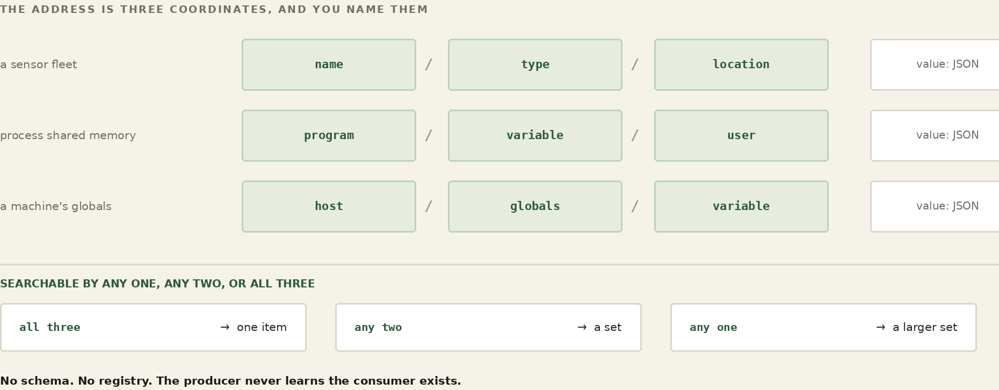 THE ADDRESS IS THREE COORDINATES, AND YOU NAME THEM
a sensor fleet name / type / location value: JSON
process shared memory program / variable / user value: JSON
a machine's globals host / globals / variable value: JSON
SEARCHABLE BY ANY ONE, ANY TWO, OR ALL THREE
all three → one item any two → a set any one → a larger set
No schema. No registry. The producer never learns the consumer exists.